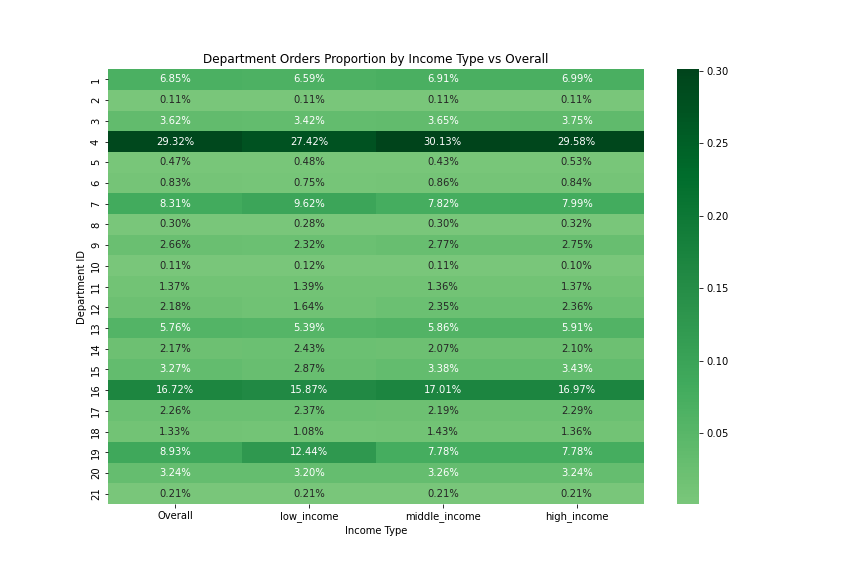 Department Orders Proportion by Income Type vs Overall
1 6.85% 6.59% 6.91% 6.99%
2 0.11% 0.11% 0.11% 0.11%
3 3.62% 3.42% 3.65% 3.75%
4 29.32% 27.42% 30.13% 29.58%
5 0.47% 0.48% 0.43% 0.53%
6 0.83% 0.75% 0.86% 0.84%
7 8.31% 9.62% 7.82% 7.99%
8 0.30% 0.28% 0.30% 0.32%
9 2.66% 2.32% 2.77% 2.75%
10 0.11% 0.12% 0.11% 0.10%
11 1.37% 1.39% 1.36% 1.37%
12 2.18% 1.64% 2.35% 2.36%
13 5.76% 5.39% 5.86% 5.91%
14 2.17% 2.43% 2.07% 2.10%
15 3.27% 2.87% 3.38% 3.43%
16 16.72% 15.87% 17.01% 16.97%
17 2.26% 2.37% 2.19% 2.29%
18 1.33% 1.08% 1.43% 1.36%
19 8.93% 12.44% 7.78% 7.78%
20 3.24% 3.20% 3.26% 3.24%
21 0.21% 0.21% 0.21% 0.21%
Department ID
Overall low_income middle_income high_income
Income Type
0.30
0.25
0.20
0.15
0.10
0.05